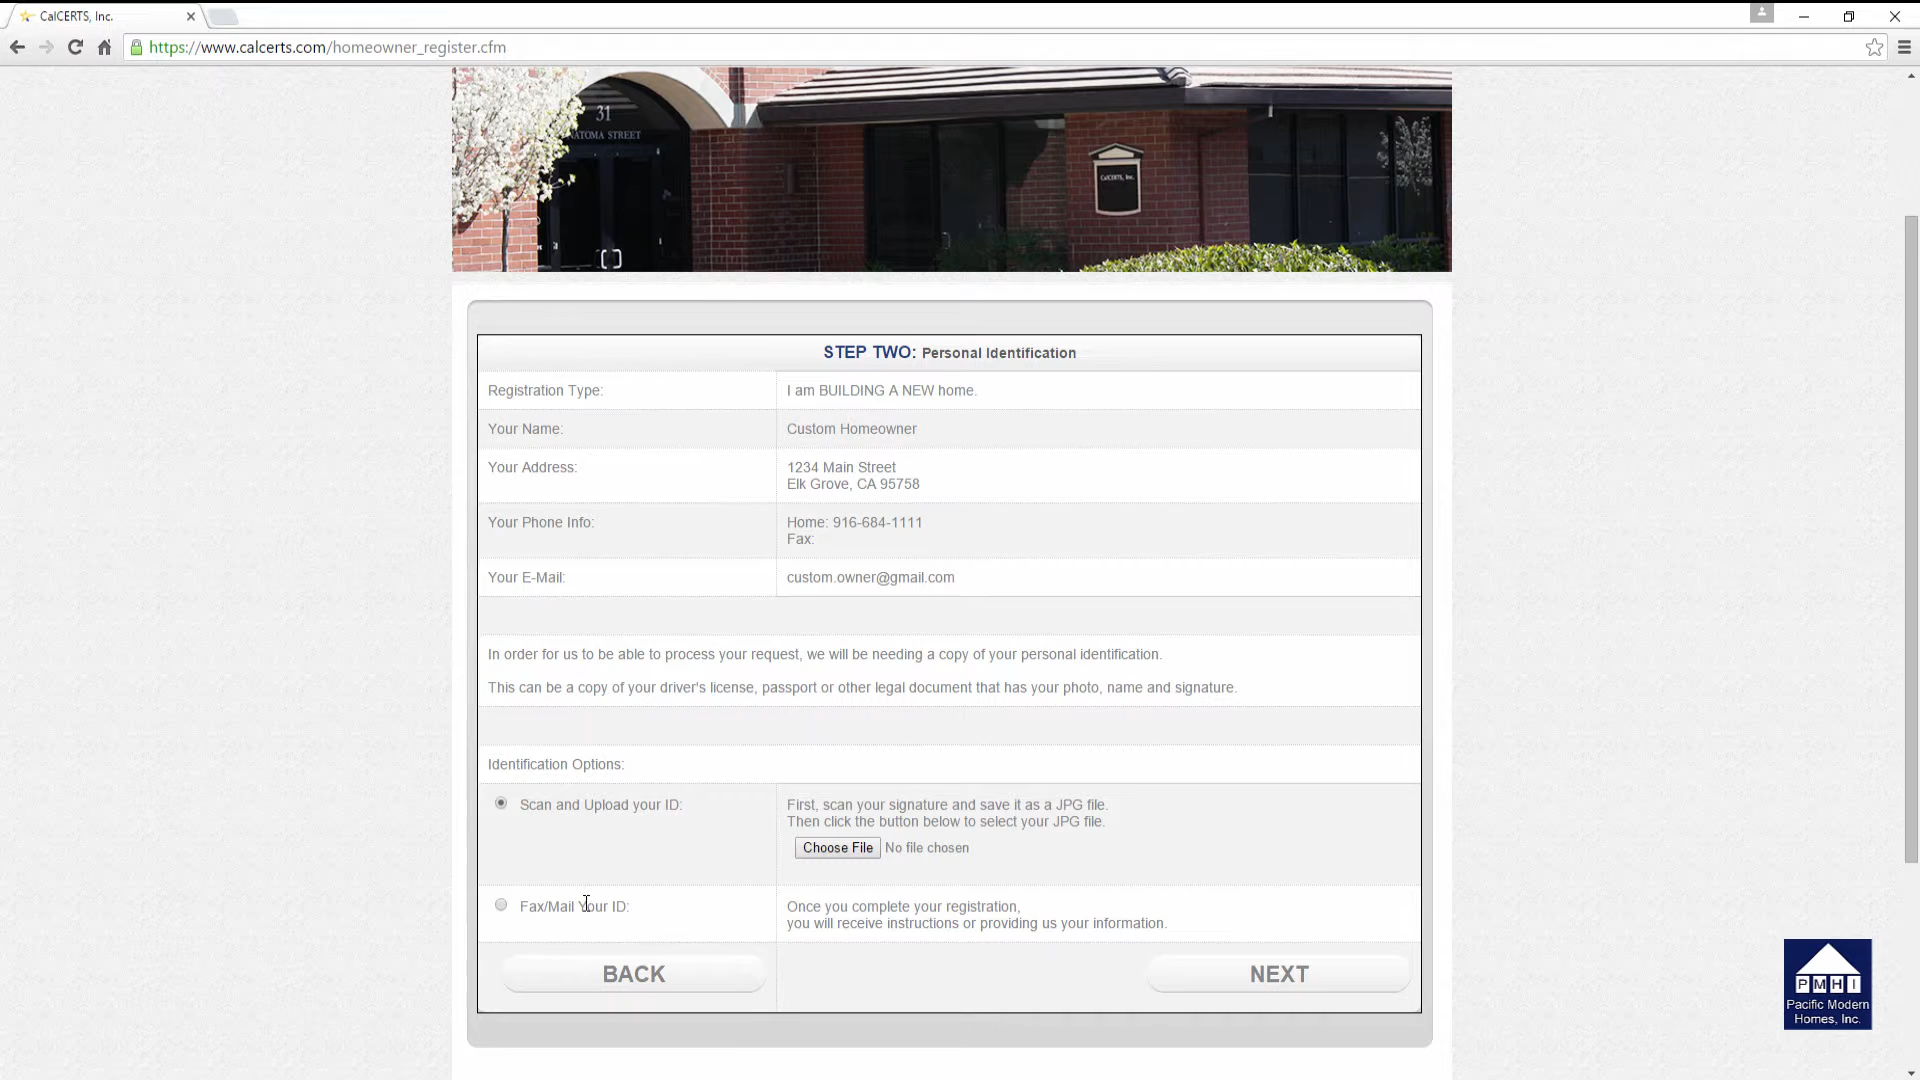 CalCERTS, Inc.
https://www.calcerts.com/homeowner_register.cfm
31
NATOMA STREET
CalCERTS, Inc.
STEP TWO: Personal Identification
Registration Type: I am BUILDING A NEW home.
Your Name: Custom Homeowner
Your Address: 1234 Main Street
Elk Grove, CA 95758
Your Phone Info: Home: 916-684-1111
Fax:
Your E-Mail: custom.owner@gmail.com
In order for us to be able to process your request, we will be needing a copy of your personal identification.
This can be a copy of your driver's license, passport or other legal document that has your photo, name and signature.
Identification Options:
Scan and Upload your ID: First, scan your signature and save it as a JPG file.
Then click the button below to select your JPG file.
Choose File No file chosen
Fax/Mail Your ID: Once you complete your registration,
you will receive instructions or providing us your information.
BACK NEXT
PMHI
Pacific Modern
Homes, Inc.